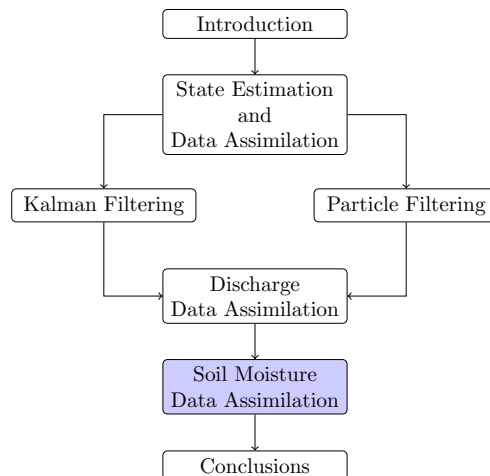 Introduction
State Estimation
and
Data Assimilation
Kalman Filtering
Particle Filtering
Discharge
Data Assimilation
Soil Moisture
Data Assimilation
Conclusions